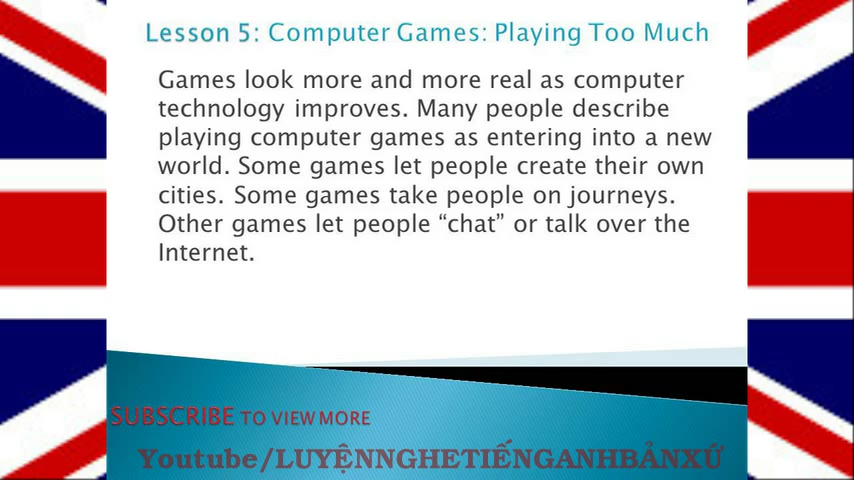 Lesson 5: Computer Games: Playing Too Much
Games look more and more real as computer
technology improves. Many people describe
playing computer games as entering into a new
world. Some games let people create their own
cities. Some games take people on journeys.
Other games let people “chat” or talk over the
Internet.
SUBSCRIBE TO VIEW MORE
Youtube/LUYỆNNGHETIẾNGANHBẢNXỨ